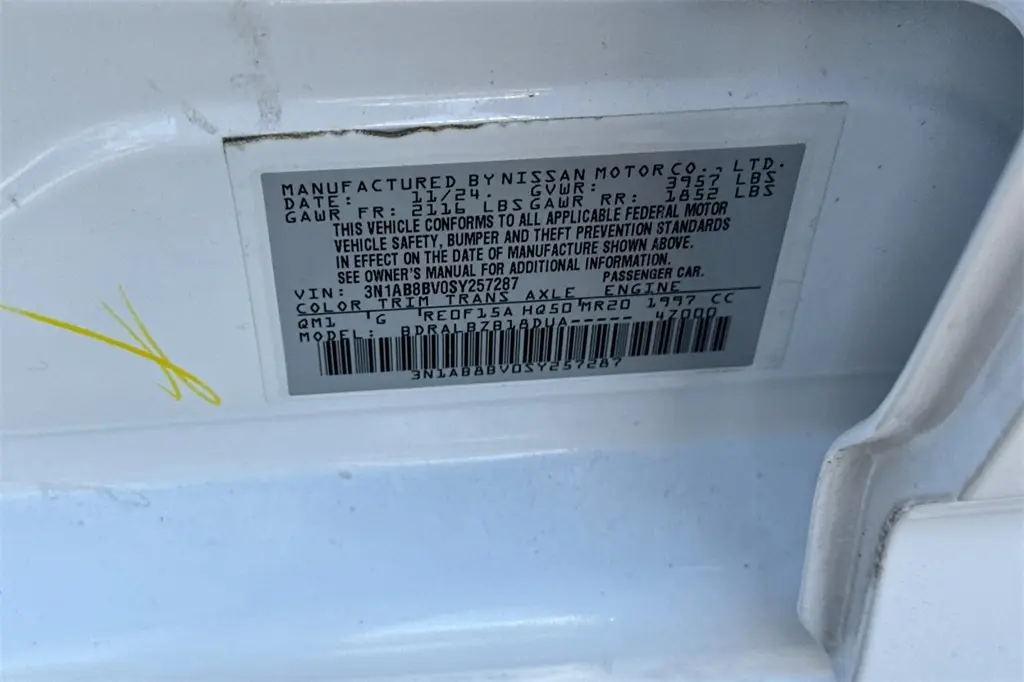 MANUFACTURED BY NISSAN MOTOR CO., LTD.
DATE: 11/24. GVWR: 3957 LBS
GAWR FR: 2116 LBS GAWR RR: 1852 LBS
THIS VEHICLE CONFORMS TO ALL APPLICABLE FEDERAL MOTOR
VEHICLE SAFETY, BUMPER AND THEFT PREVENTION STANDARDS
IN EFFECT ON THE DATE OF MANUFACTURE SHOWN ABOVE.
SEE OWNER'S MANUAL FOR ADDITIONAL INFORMATION.
VIN: 3N1AB8BV0SY257287 PASSENGER CAR.
COLOR TRIM TRANS AXLE ENGINE
QM1 G RE0F15A HQ50 MR20 1997 CC
MODEL: BDRALBZB18DUA----- 47000
3N1AB8BV0SY257287